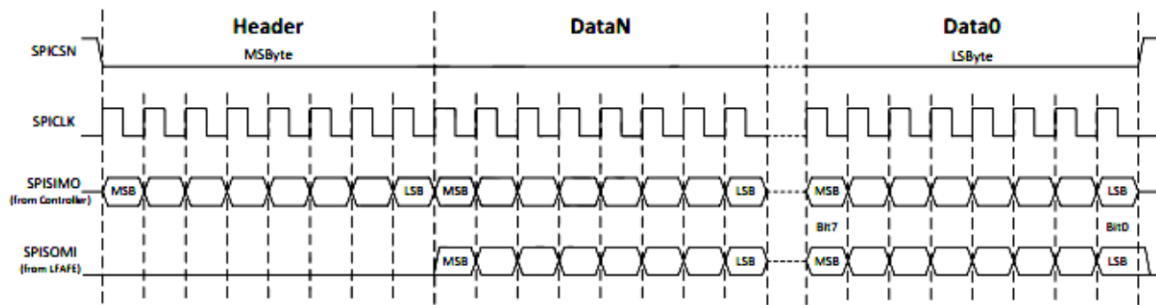 Header DataN Data0
SPICSN MSByte LSByte
SPICLK
SPISIMO MSB LSB MSB LSB MSB LSB
(from Controller)
Bit7 Bit0
SPISOMI MSB LSB MSB LSB
(from LFAFE)